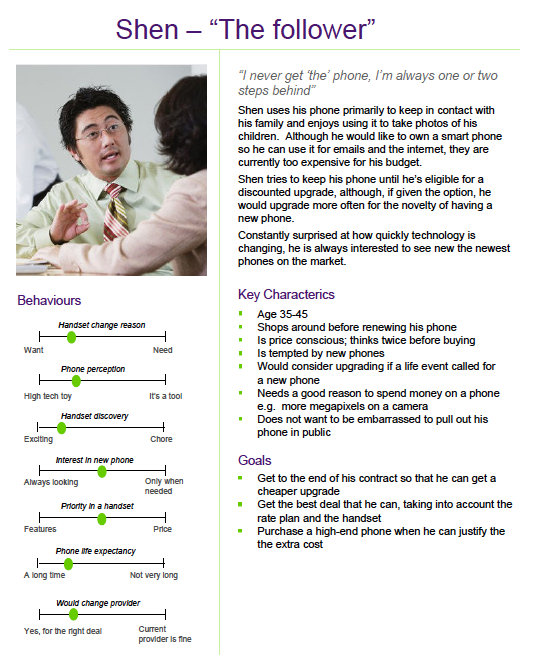 Shen – “The follower”
“I never get ‘the’ phone, I’m always one or two
steps behind”
Shen uses his phone primarily to keep in contact with
his family and enjoys using it to take photos of his
children.  Although he would like to own a smart phone
so he can use it for emails and the internet, they are
currently too expensive for his budget.
Shen tries to keep his phone until he’s eligible for a
discounted upgrade, although, if given the option, he
would upgrade more often for the novelty of having a
new phone.
Constantly surprised at how quickly technology is
changing, he is always interested to see new the newest
phones on the market.
Behaviours
Handset change reason
Want Need
Phone perception
High tech toy It's a tool
Handset discovery
Exciting Chore
Interest in new phone
Always looking Only when
needed
Priority in a handset
Features Price
Phone life expectancy
A long time Not very long
Would change provider
Yes, for the right deal Current
provider is fine
Key Characterics
Age 35-45
Shops around before renewing his phone
Is price conscious; thinks twice before buying
Is tempted by new phones
Would consider upgrading if a life event called for
a new phone
Needs a good reason to spend money on a phone
e.g.  more megapixels on a camera
Does not want to be embarrassed to pull out his
phone in public
Goals
Get to the end of his contract so that he can get a
cheaper upgrade
Get the best deal that he can, taking into account the
rate plan and the handset
Purchase a high-end phone when he can justify the
the extra cost